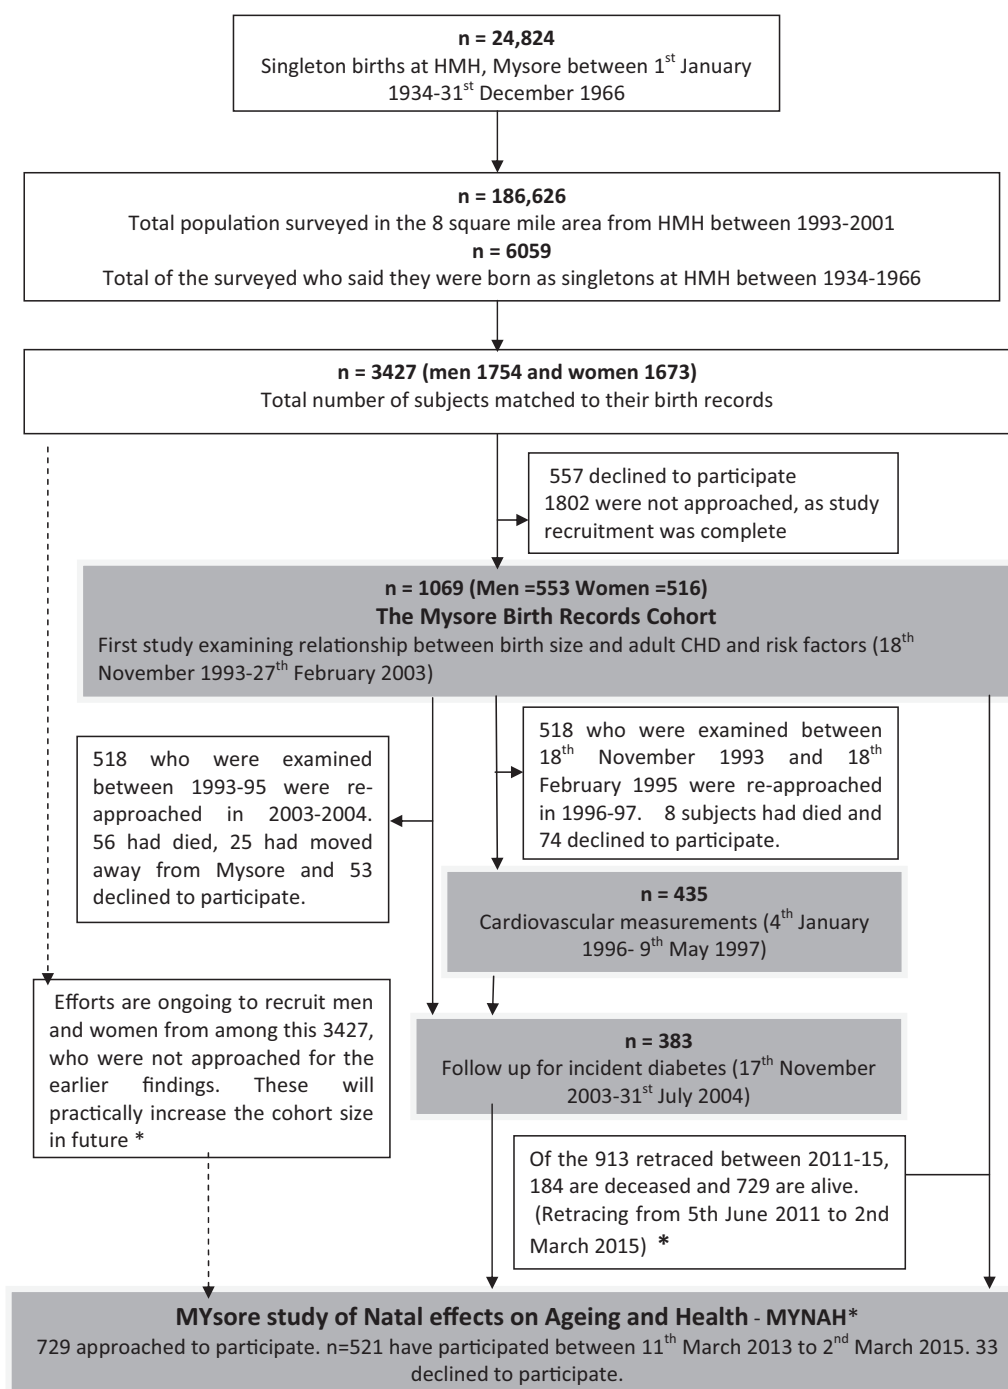 n = 24,824
Singleton births at HMH, Mysore between 1st January
1934-31st December 1966
n = 186,626
Total population surveyed in the 8 square mile area from HMH between 1993-2001
n = 6059
Total of the surveyed who said they were born as singletons at HMH between 1934-1966
n = 3427 (men 1754 and women 1673)
Total number of subjects matched to their birth records
557 declined to participate
1802 were not approached, as study
recruitment was complete
n = 1069 (Men =553 Women =516)
The Mysore Birth Records Cohort
First study examining relationship between birth size and adult CHD and risk factors (18th
November 1993-27th February 2003)
518 who were examined
between 1993-95 were re-
approached in 2003-2004.
56 had died, 25 had moved
away from Mysore and 53
declined to participate.
518 who were examined between
18th November 1993 and 18th
February 1995 were re-approached
in 1996-97. 8 subjects had died and
74 declined to participate.
n = 435
Cardiovascular measurements (4th January
1996- 9th May 1997)
Efforts are ongoing to recruit men
and women from among this 3427,
who were not approached for the
earlier findings. These will
practically increase the cohort size
in future *
n = 383
Follow up for incident diabetes (17th November
2003-31st July 2004)
Of the 913 retraced between 2011-15,
184 are deceased and 729 are alive.
(Retracing from 5th June 2011 to 2nd
March 2015) *
MYsore study of Natal effects on Ageing and Health - MYNAH*
729 approached to participate. n=521 have participated between 11th March 2013 to 2nd March 2015. 33
declined to participate.